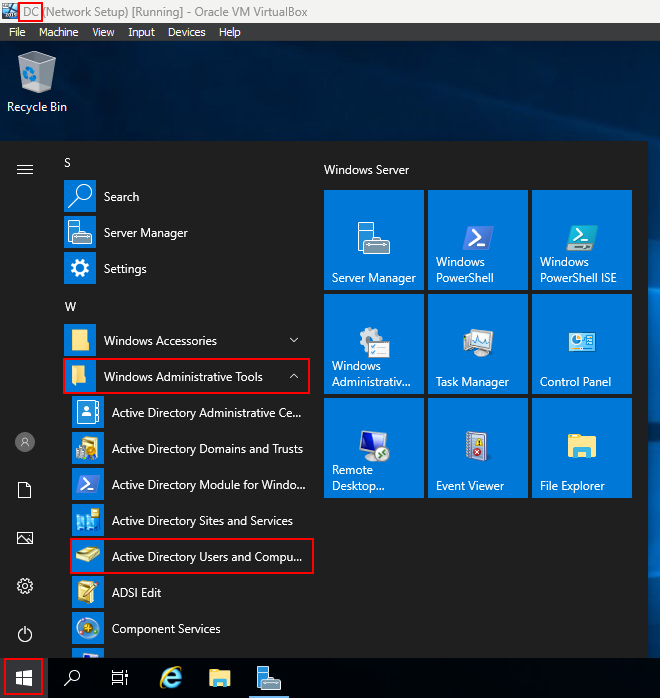 DC (Network Setup) [Running] - Oracle VM VirtualBox
File Machine View Input Devices Help
Recycle Bin
S
Search
Server Manager
Settings
W
Windows Accessories
Windows Administrative Tools
Active Directory Administrative Ce...
Active Directory Domains and Trusts
Active Directory Module for Windo...
Active Directory Sites and Services
Active Directory Users and Compu...
ADSI Edit
Component Services
Windows Server
Server Manager
Windows
PowerShell
Windows
PowerShell ISE
Windows
Administrativ...
Task Manager
Control Panel
Remote
Desktop...
Event Viewer
File Explorer